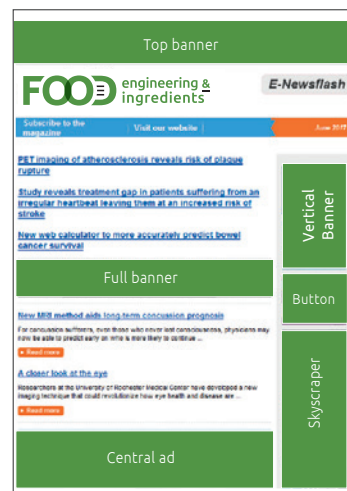 Top banner
FOOD engineering &
ingredients
E-Newsflash
Subscribe to the
magazine
Visit our website
June 2017
PET imaging of atherosclerosis reveals risk of plaque
rupture
Study reveals treatment gap in patients suffering from an
irregular heartbeat leaving them at an increased risk of
stroke
New web calculator to more accurately predict bowel
cancer survival
Vertical
Banner
Full banner
Button
New MRI method aids long-term concussion prognosis
For concussion sufferers, even those who never lost consciousness, physicians may
now be able to predict early on who is more likely to continue ...
Read more
A closer look at the eye
Researchers at the University of Rochester Medical Center have developed a new
imaging technique that could revolutionize how eye health and disease are ...
Read more
Skyscraper
Central ad